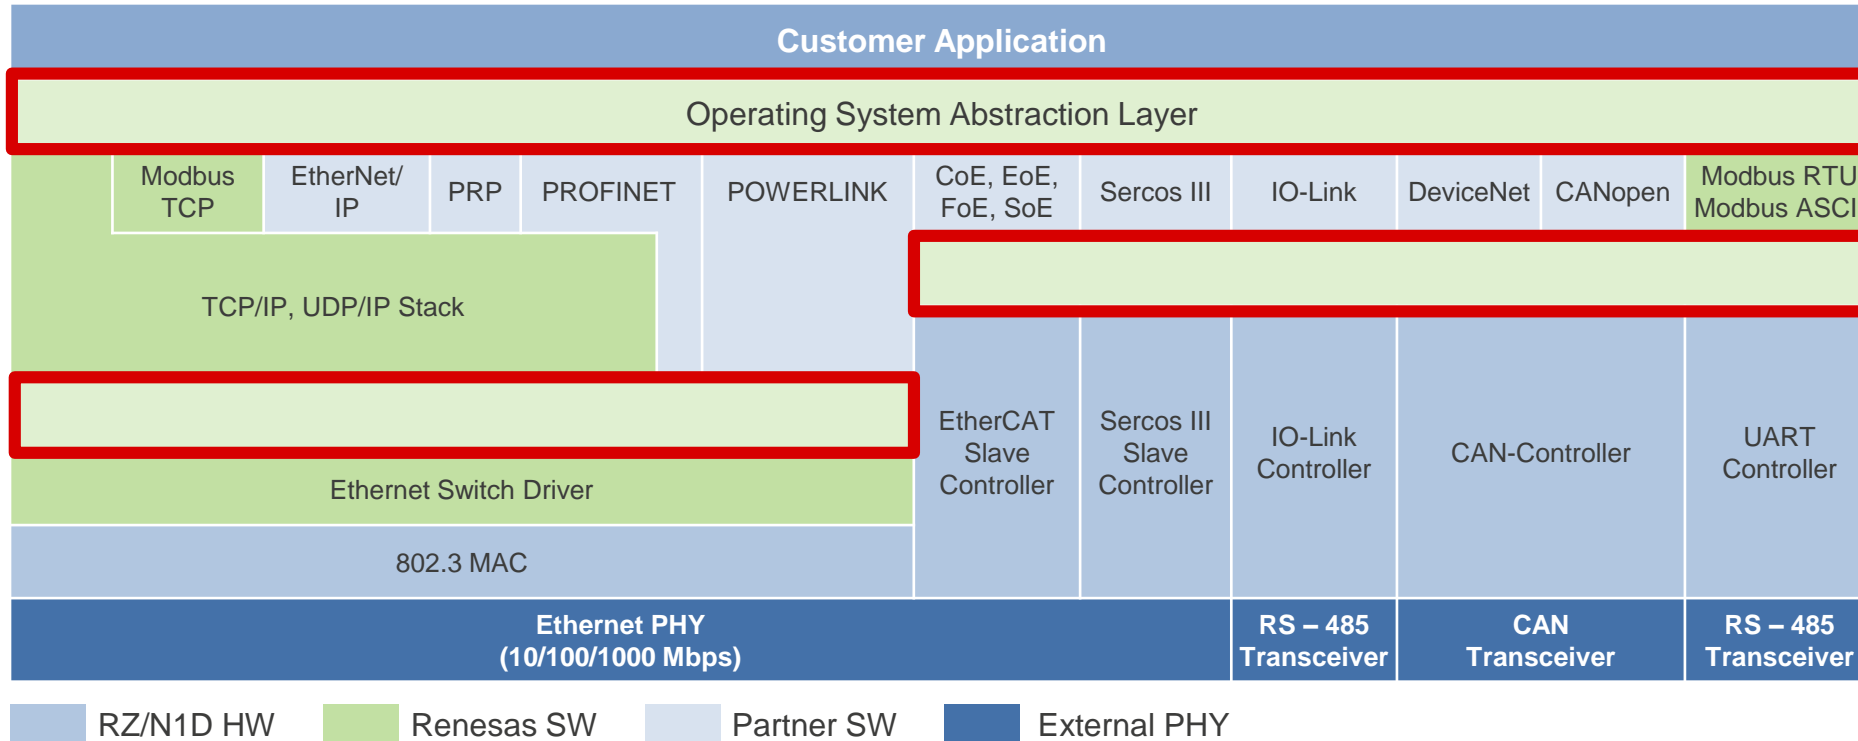 Customer Application
Operating System Abstraction Layer
Modbus
TCP
EtherNet/
IP
PRP
PROFINET
POWERLINK
CoE, EoE,
FoE, SoE
Sercos III
IO-Link
DeviceNet
CANopen
Modbus RTU
Modbus ASCI
TCP/IP, UDP/IP Stack
EtherCAT
Slave
Controller
Sercos III
Slave
Controller
IO-Link
Controller
CAN-Controller
UART
Controller
Ethernet Switch Driver
802.3 MAC
Ethernet PHY
(10/100/1000 Mbps)
RS – 485
Transceiver
CAN
Transceiver
RS – 485
Transceiver
RZ/N1D HW
Renesas SW
Partner SW
External PHY